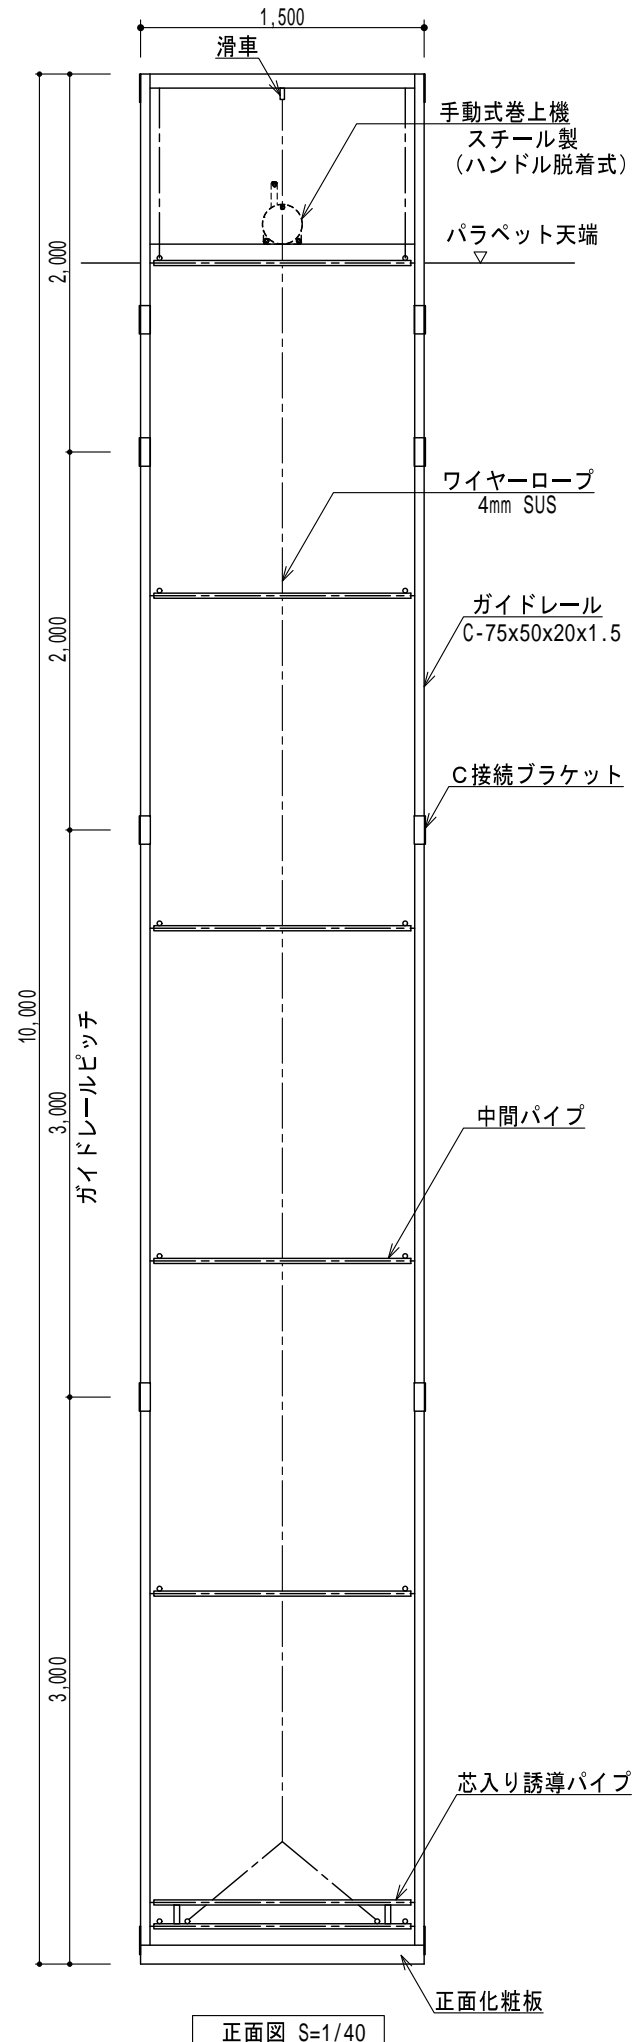 1,500
滑車
手動式巻上機
スチール製
(ハンドル脱着式)
パラペット天端
2,000
ワイヤーロープ
4mm SUS
ガイドレール
C-75x50x20x1.5
2,000
C接続ブラケット
10,000
ガイドレールピッチ
3,000
中間パイプ
3,000
芯入り誘導パイプ
正面化粧板
正面図 S=1/40